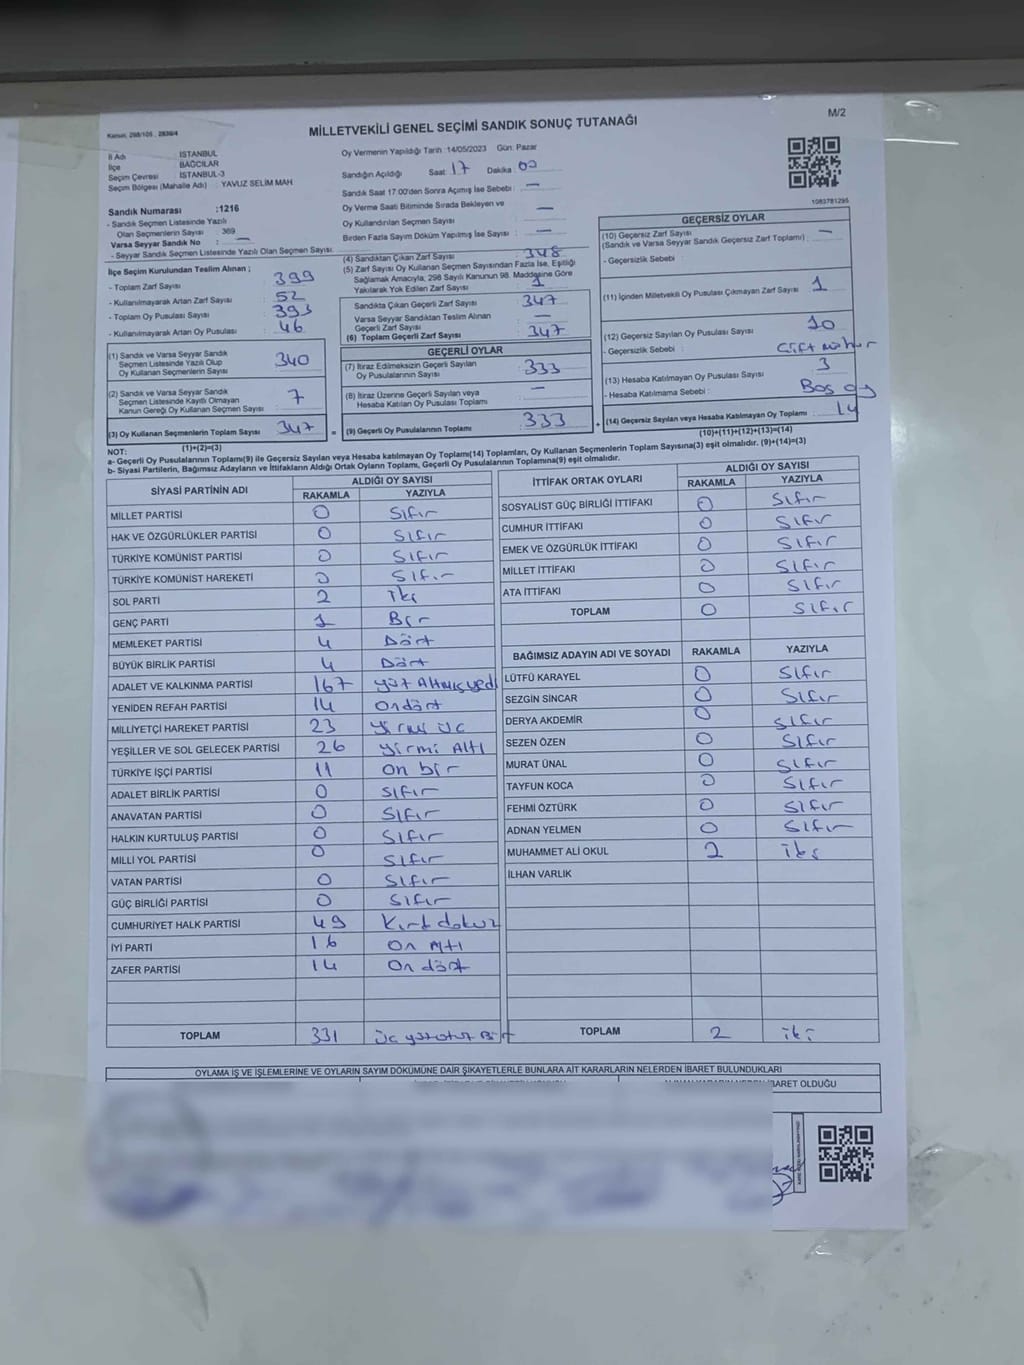 M/2
Kanun: 298/105 , 2839/4
MİLLETVEKİLİ GENEL SEÇİMİ SANDIK SONUÇ TUTANAĞI
İl Adı : İSTANBUL
İlçe : BAĞCILAR
Seçim Çevresi : İSTANBUL-3
Seçim Bölgesi (Mahalle Adı) : YAVUZ SELİM MAH
Oy Vermenin Yapıldığı Tarih :14/05/2023 Gün: Pazar
Sandığın Açıldığı Saat : 17 Dakika : 00
Sandık Saat 17:00'den Sonra Açımış İse Sebebi : —
Oy Verme Saati Bitiminde Sırada Bekleyen ve
Oy Kullandırılan Seçmen Sayısı : —
Birden Fazla Sayım Döküm Yapılmış İse Sayısı : —
1083781295
Sandık Numarası :1216
- Sandık Seçmen Listesinde Yazılı
Olan Seçmenlerin Sayısı : 369
Varsa Seyyar Sandık No : —
- Seyyar Sandık Seçmen Listesinde Yazılı Olan Seçmen Sayısı:
İlçe Seçim Kurulundan Teslim Alınan ;
- Toplam Zarf Sayısı : 399
- Kullanılmayarak Artan Zarf Sayısı : 52
- Toplam Oy Pusulası Sayısı : 393
- Kullanılmayarak Artan Oy Pusulası : 46
(4) Sandıktan Çıkan Zarf Sayısı : 348
(5) Zarf Sayısı Oy Kullanan Seçmen Sayısından Fazla İse, Eşitliği
Sağlamak Amacıyla; 298 Sayılı Kanunun 98. Maddesine Göre
Yakılarak Yok Edilen Zarf Sayısı : 1
Sandıkta Çıkan Geçerli Zarf Sayısı : 347
Varsa Seyyar Sandıktan Teslim Alınan
Geçerli Zarf Sayısı : —
(6) Toplam Geçerli Zarf Sayısı : 347
GEÇERSİZ OYLAR
(10) Geçersiz Zarf Sayısı : —
(Sandık ve Varsa Seyyar Sandık Geçersiz Zarf Toplamı)
- Geçersizlik Sebebi :
(11) İçinden Milletvekili Oy Pusulası Çıkmayan Zarf Sayısı : 1
(12) Geçersiz Sayılan Oy Pusulası Sayısı : 10
- Geçersizlik Sebebi : Çift mühür
(13) Hesaba Katılmayan Oy Pusulası Sayısı : 3
- Hesaba Katılmama Sebebi : Boş oy
(14) Geçersiz Sayılan veya Hesaba Katılmayan Oy Toplamı : 14
(10)+(11)+(12)+(13)=(14)
(1) Sandık ve Varsa Seyyar Sandık
Seçmen Listesinde Yazılı Olup
Oy Kullanan Seçmenlerin Sayısı : 340
(2) Sandık ve Varsa Seyyar Sandık
Seçmen Listesinde Kayıtlı Olmayan
Kanun Gereği Oy Kullanan Seçmen Sayısı : 7
(3) Oy Kullanan Seçmenlerin Toplam Sayısı : 347
(1)+(2)=(3)
GEÇERLİ OYLAR
(7) İtiraz Edilmeksizin Geçerli Sayılan
Oy Pusulalarının Sayısı : 333
(8) İtiraz Üzerine Geçerli Sayılan veya
Hesaba Katılan Oy Pusulası Toplamı : —
(9) Geçerli Oy Pusulalarının Toplamı : 333
NOT:
a- Geçerli Oy Pusulalarının Toplamı(9) ile Geçersiz Sayılan veya Hesaba katılmayan Oy Toplamı(14) Toplamları, Oy Kullanan Seçmenlerin Toplam Sayısına(3) eşit olmalıdır. (9)+(14)=(3)
b- Siyasi Partilerin, Bağımsız Adayların ve İttifakların Aldığı Ortak Oyların Toplamı, Geçerli Oy Pusulalarının Toplamına(9) eşit olmalıdır.
SİYASİ PARTİNİN ADI ALDIĞI OY SAYISI
RAKAMLA YAZIYLA
MİLLET PARTİSİ 0 Sıfır
HAK VE ÖZGÜRLÜKLER PARTİSİ 0 Sıfır
TÜRKİYE KOMÜNİST PARTİSİ 0 Sıfır
TÜRKİYE KOMÜNİST HAREKETİ 0 Sıfır
SOL PARTİ 2 İki
GENÇ PARTİ 1 Bir
MEMLEKET PARTİSİ 4 Dört
BÜYÜK BİRLİK PARTİSİ 4 Dört
ADALET VE KALKINMA PARTİSİ 167 yüz Altmış yedi
YENİDEN REFAH PARTİSİ 14 Ondört
MİLLİYETÇİ HAREKET PARTİSİ 23 yirmi üç
YEŞİLLER VE SOL GELECEK PARTİSİ 26 yirmi Altı
TÜRKİYE İŞÇİ PARTİSİ 11 on bir
ADALET BİRLİK PARTİSİ 0 Sıfır
ANAVATAN PARTİSİ 0 Sıfır
HALKIN KURTULUŞ PARTİSİ 0 Sıfır
MİLLİ YOL PARTİSİ 0 Sıfır
VATAN PARTİSİ 0 Sıfır
GÜÇ BİRLİĞİ PARTİSİ 0 Sıfır
CUMHURİYET HALK PARTİSİ 49 Kırk dokuz
İYİ PARTİ 16 On Altı
ZAFER PARTİSİ 14 On dört
TOPLAM 331 üç yüzotuz Bir
İTTİFAK ORTAK OYLARI ALDIĞI OY SAYISI
RAKAMLA YAZIYLA
SOSYALİST GÜÇ BİRLİĞİ İTTİFAKI 0 Sıfır
CUMHUR İTTİFAKI 0 Sıfır
EMEK VE ÖZGÜRLÜK İTTİFAKI 0 Sıfır
MİLLET İTTİFAKI 0 Sıfır
ATA İTTİFAKI 0 Sıfır
TOPLAM 0 Sıfır
BAĞIMSIZ ADAYIN ADI VE SOYADI RAKAMLA YAZIYLA
LÜTFÜ KARAYEL 0 Sıfır
SEZGİN SİNCAR 0 Sıfır
DERYA AKDEMİR 0 Sıfır
SEZEN ÖZEN 0 Sıfır
MURAT ÜNAL 0 Sıfır
TAYFUN KOCA 0 Sıfır
FEHMİ ÖZTÜRK 0 Sıfır
ADNAN YELMEN 0 Sıfır
MUHAMMET ALİ OKUL 2 iki
İLHAN VARLIK
TOPLAM 2 iki
OYLAMA İŞ VE İŞLEMLERİNE VE OYLARIN SAYIM DÖKÜMÜNE DAİR ŞİKAYETLERLE BUNLARA AİT KARARLARIN NELERDEN İBARET BULUNDUKLARI
İBARET OLDUĞU